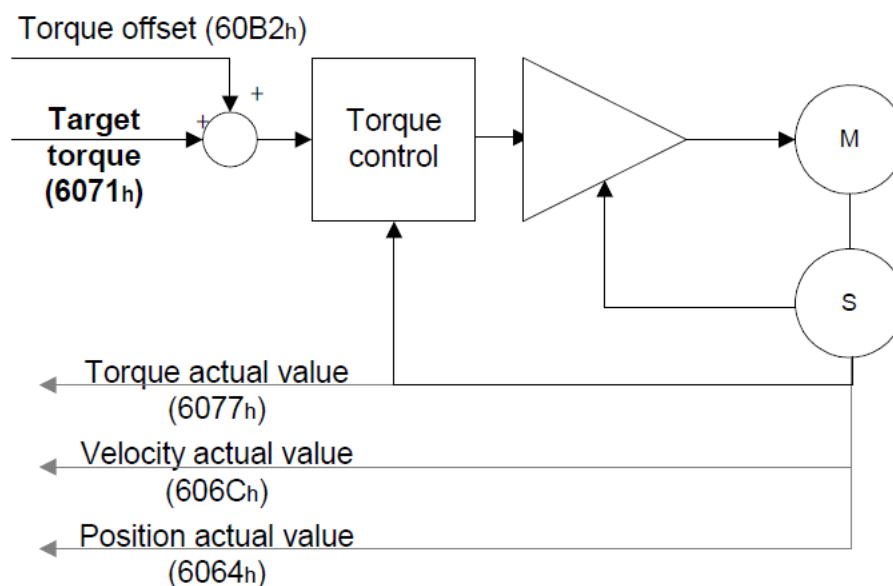 Torque offset (60B2h)
+
+
Target
torque
(6071h)
Torque
control
M
S
Torque actual value
(6077h)
Velocity actual value
(606Ch)
Position actual value
(6064h)